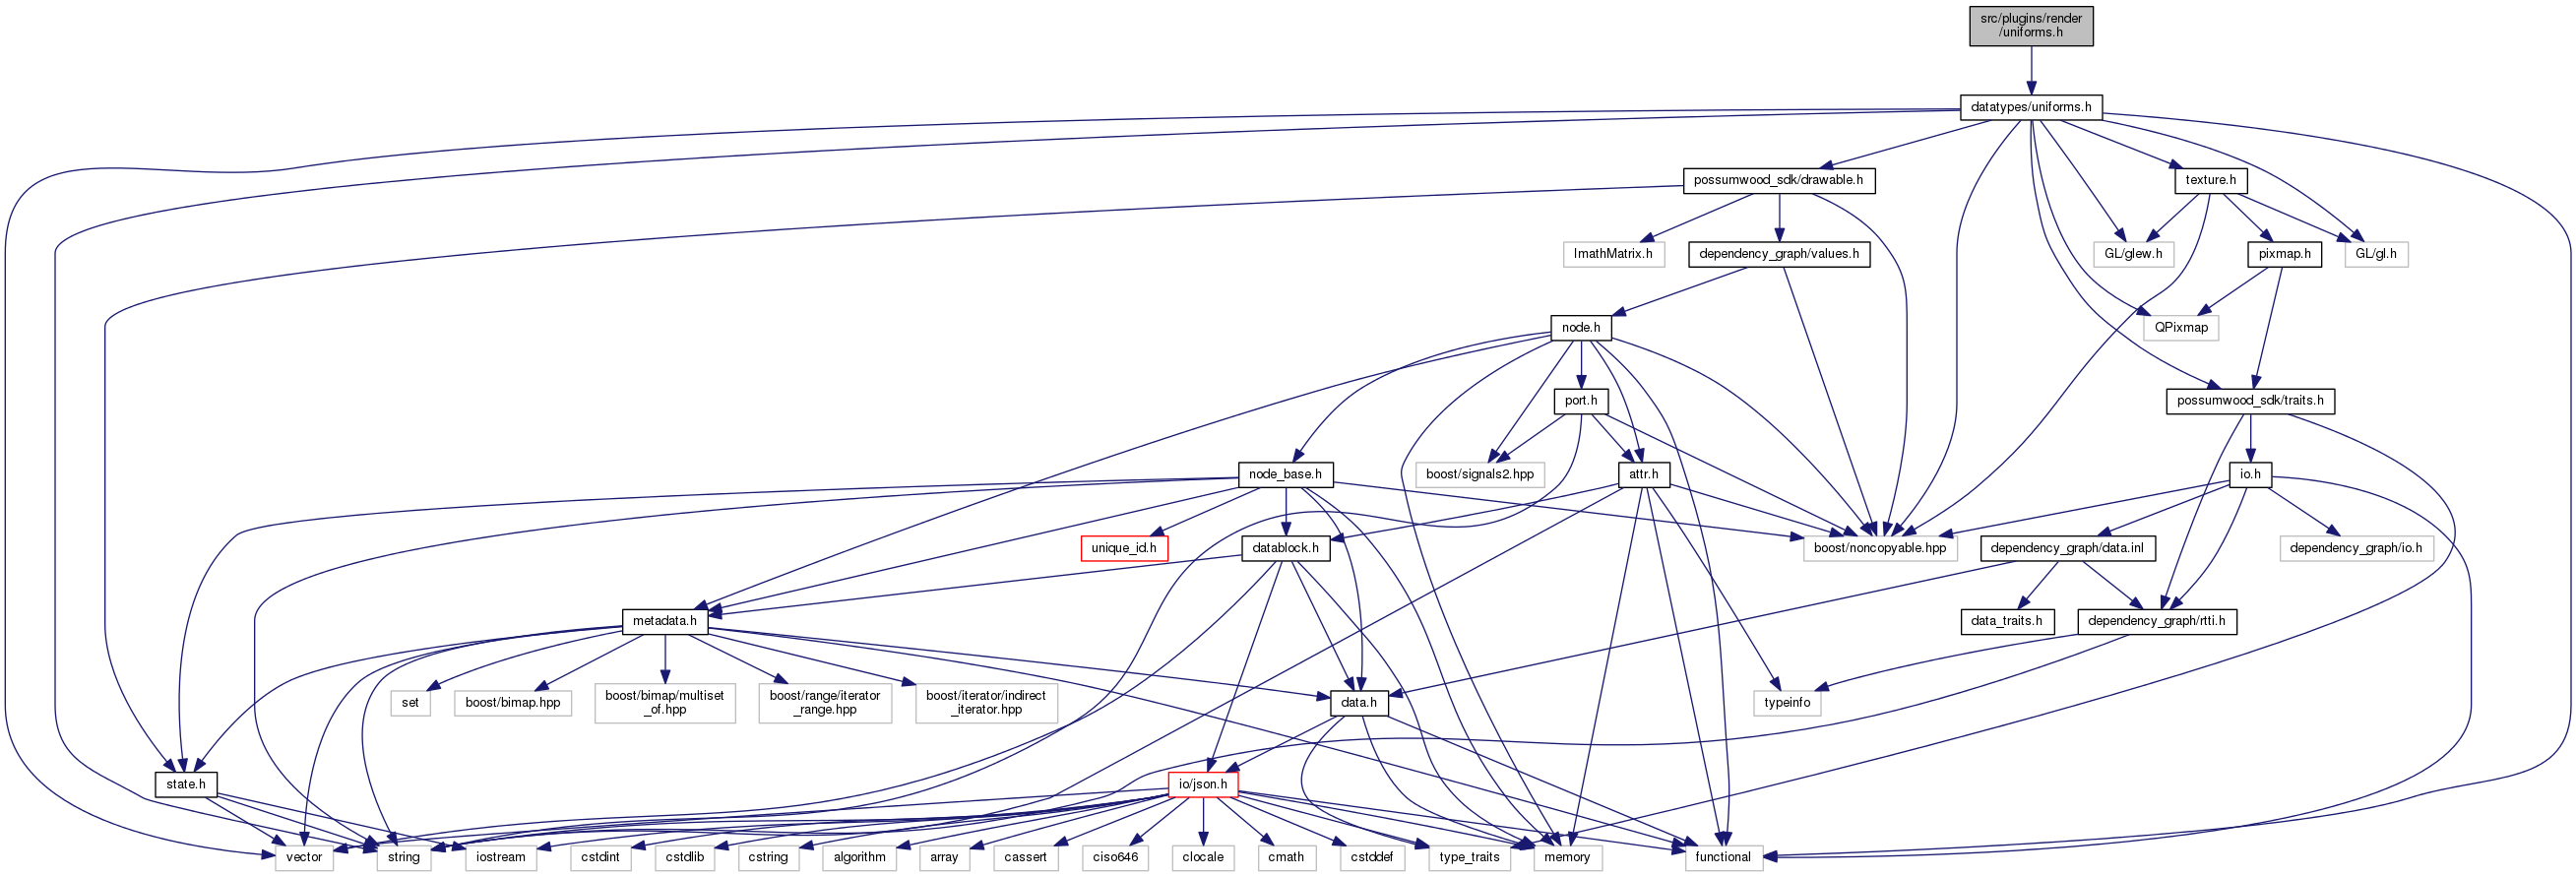 src/plugins/render
/uniforms.h
datatypes/uniforms.h
possumwood_sdk/drawable.h
texture.h
ImathMatrix.h
dependency_graph/values.h
GL/glew.h
pixmap.h
GL/gl.h
node.h
QPixmap
port.h
possumwood_sdk/traits.h
boost/signals2.hpp
node_base.h
attr.h
io.h
unique_id.h
datablock.h
boost/noncopyable.hpp
dependency_graph/data.inl
dependency_graph/io.h
metadata.h
data_traits.h
dependency_graph/rtti.h
set
boost/bimap.hpp
boost/bimap/multiset
_of.hpp
boost/range/iterator
_range.hpp
boost/iterator/indirect
_iterator.hpp
data.h
typeinfo
state.h
io/json.h
vector
string
iostream
cstdint
cstdlib
cstring
algorithm
array
cassert
ciso646
clocale
cmath
cstddef
type_traits
memory
functional